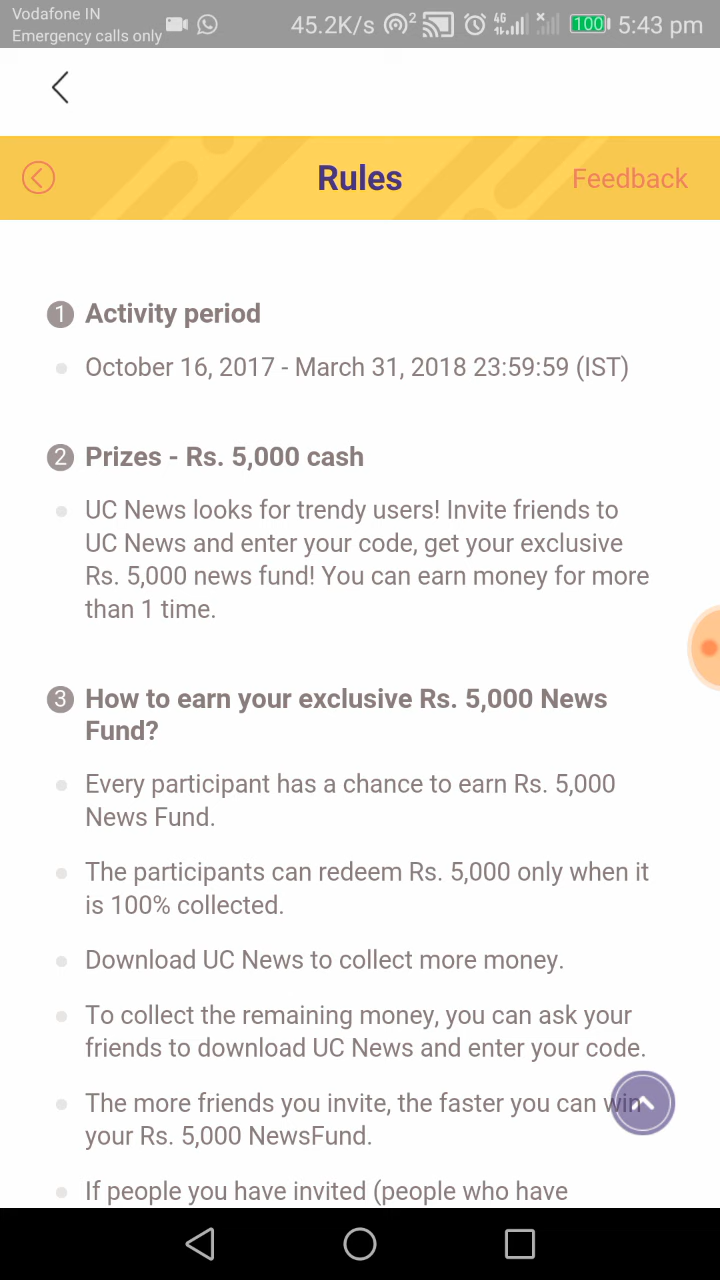 Vodafone IN
Emergency calls only
45.2K/s 2 4G 100 5:43 pm
Rules
Feedback
1 Activity period
October 16, 2017 - March 31, 2018 23:59:59 (IST)
2 Prizes - Rs. 5,000 cash
UC News looks for trendy users! Invite friends to
UC News and enter your code, get your exclusive
Rs. 5,000 news fund! You can earn money for more
than 1 time.
3 How to earn your exclusive Rs. 5,000 News
Fund?
Every participant has a chance to earn Rs. 5,000
News Fund.
The participants can redeem Rs. 5,000 only when it
is 100% collected.
Download UC News to collect more money.
To collect the remaining money, you can ask your
friends to download UC News and enter your code.
The more friends you invite, the faster you can win
your Rs. 5,000 NewsFund.
If people you have invited (people who have